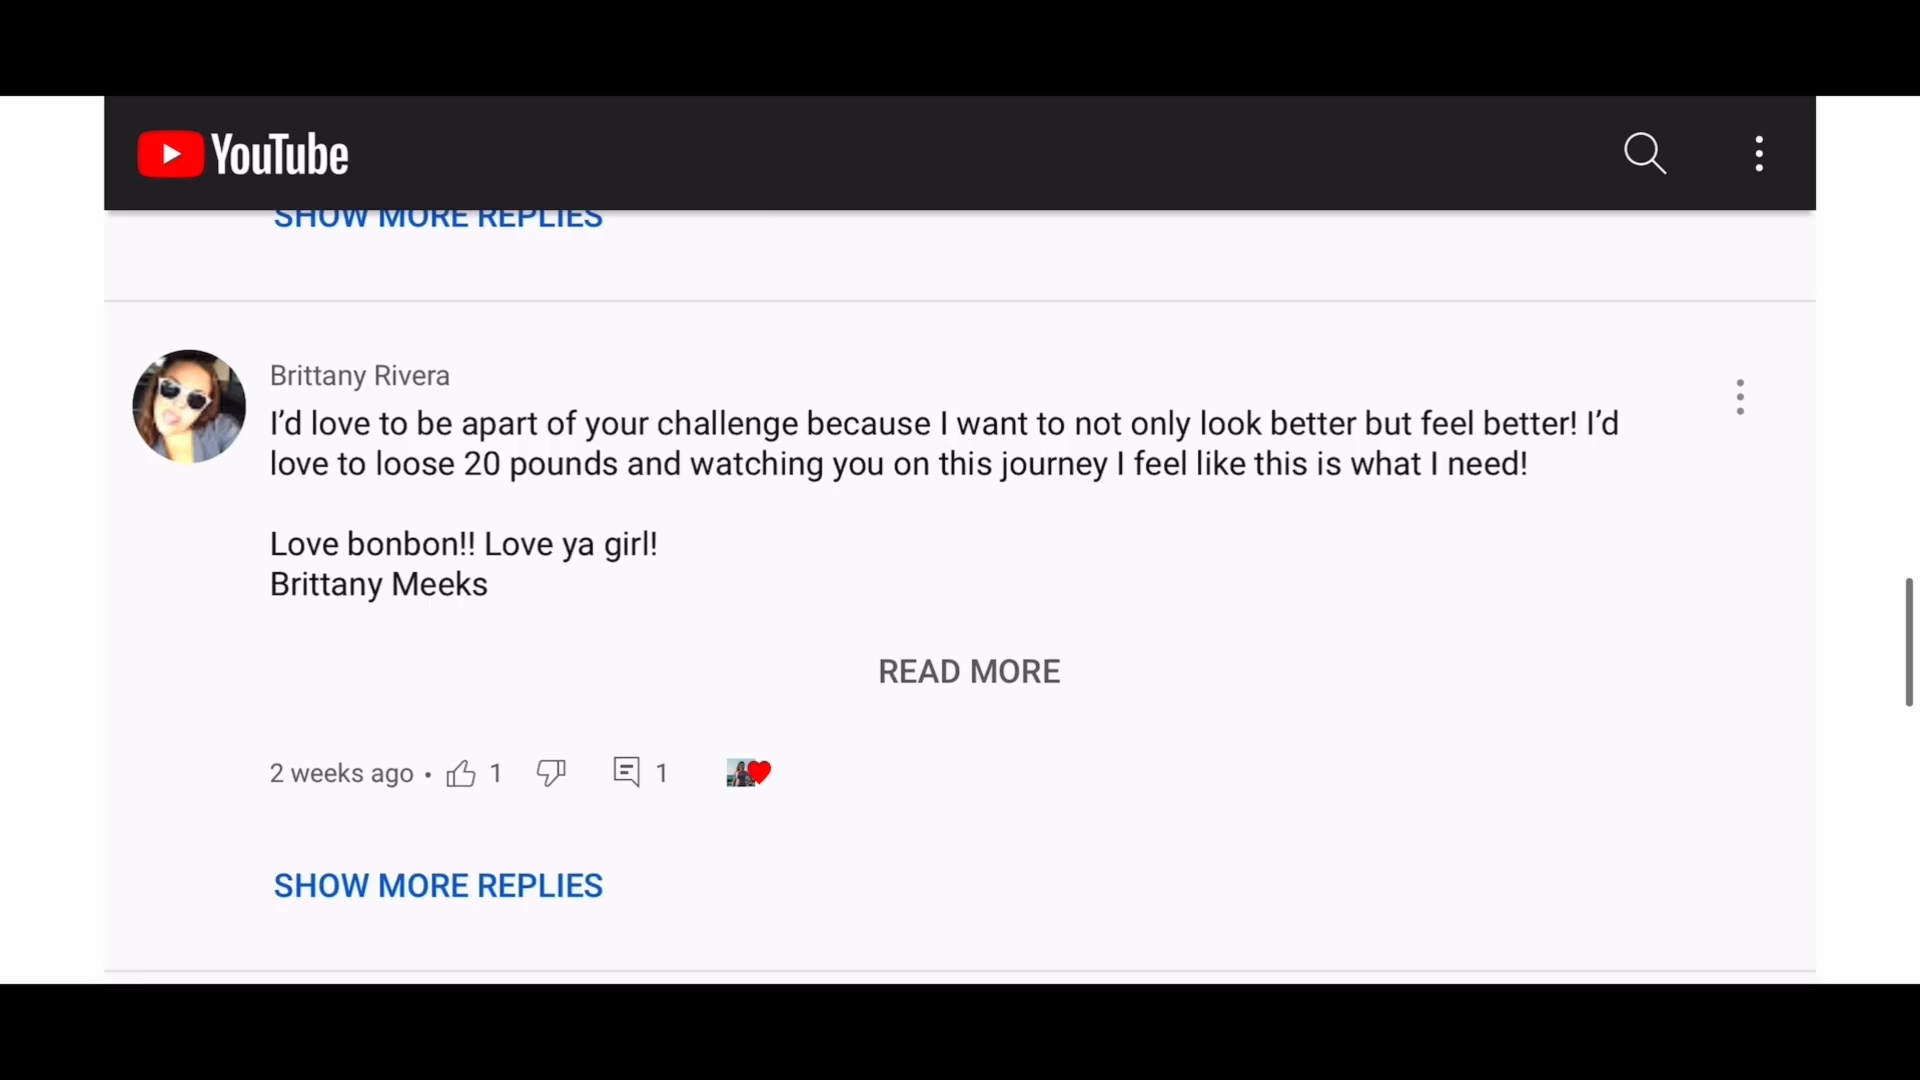 YouTube
SHOW MORE REPLIES
Brittany Rivera
I’d love to be apart of your challenge because I want to not only look better but feel better! I’d
love to loose 20 pounds and watching you on this journey I feel like this is what I need!
Love bonbon!! Love ya girl!
Brittany Meeks
READ MORE
2 weeks ago • 1 1
SHOW MORE REPLIES